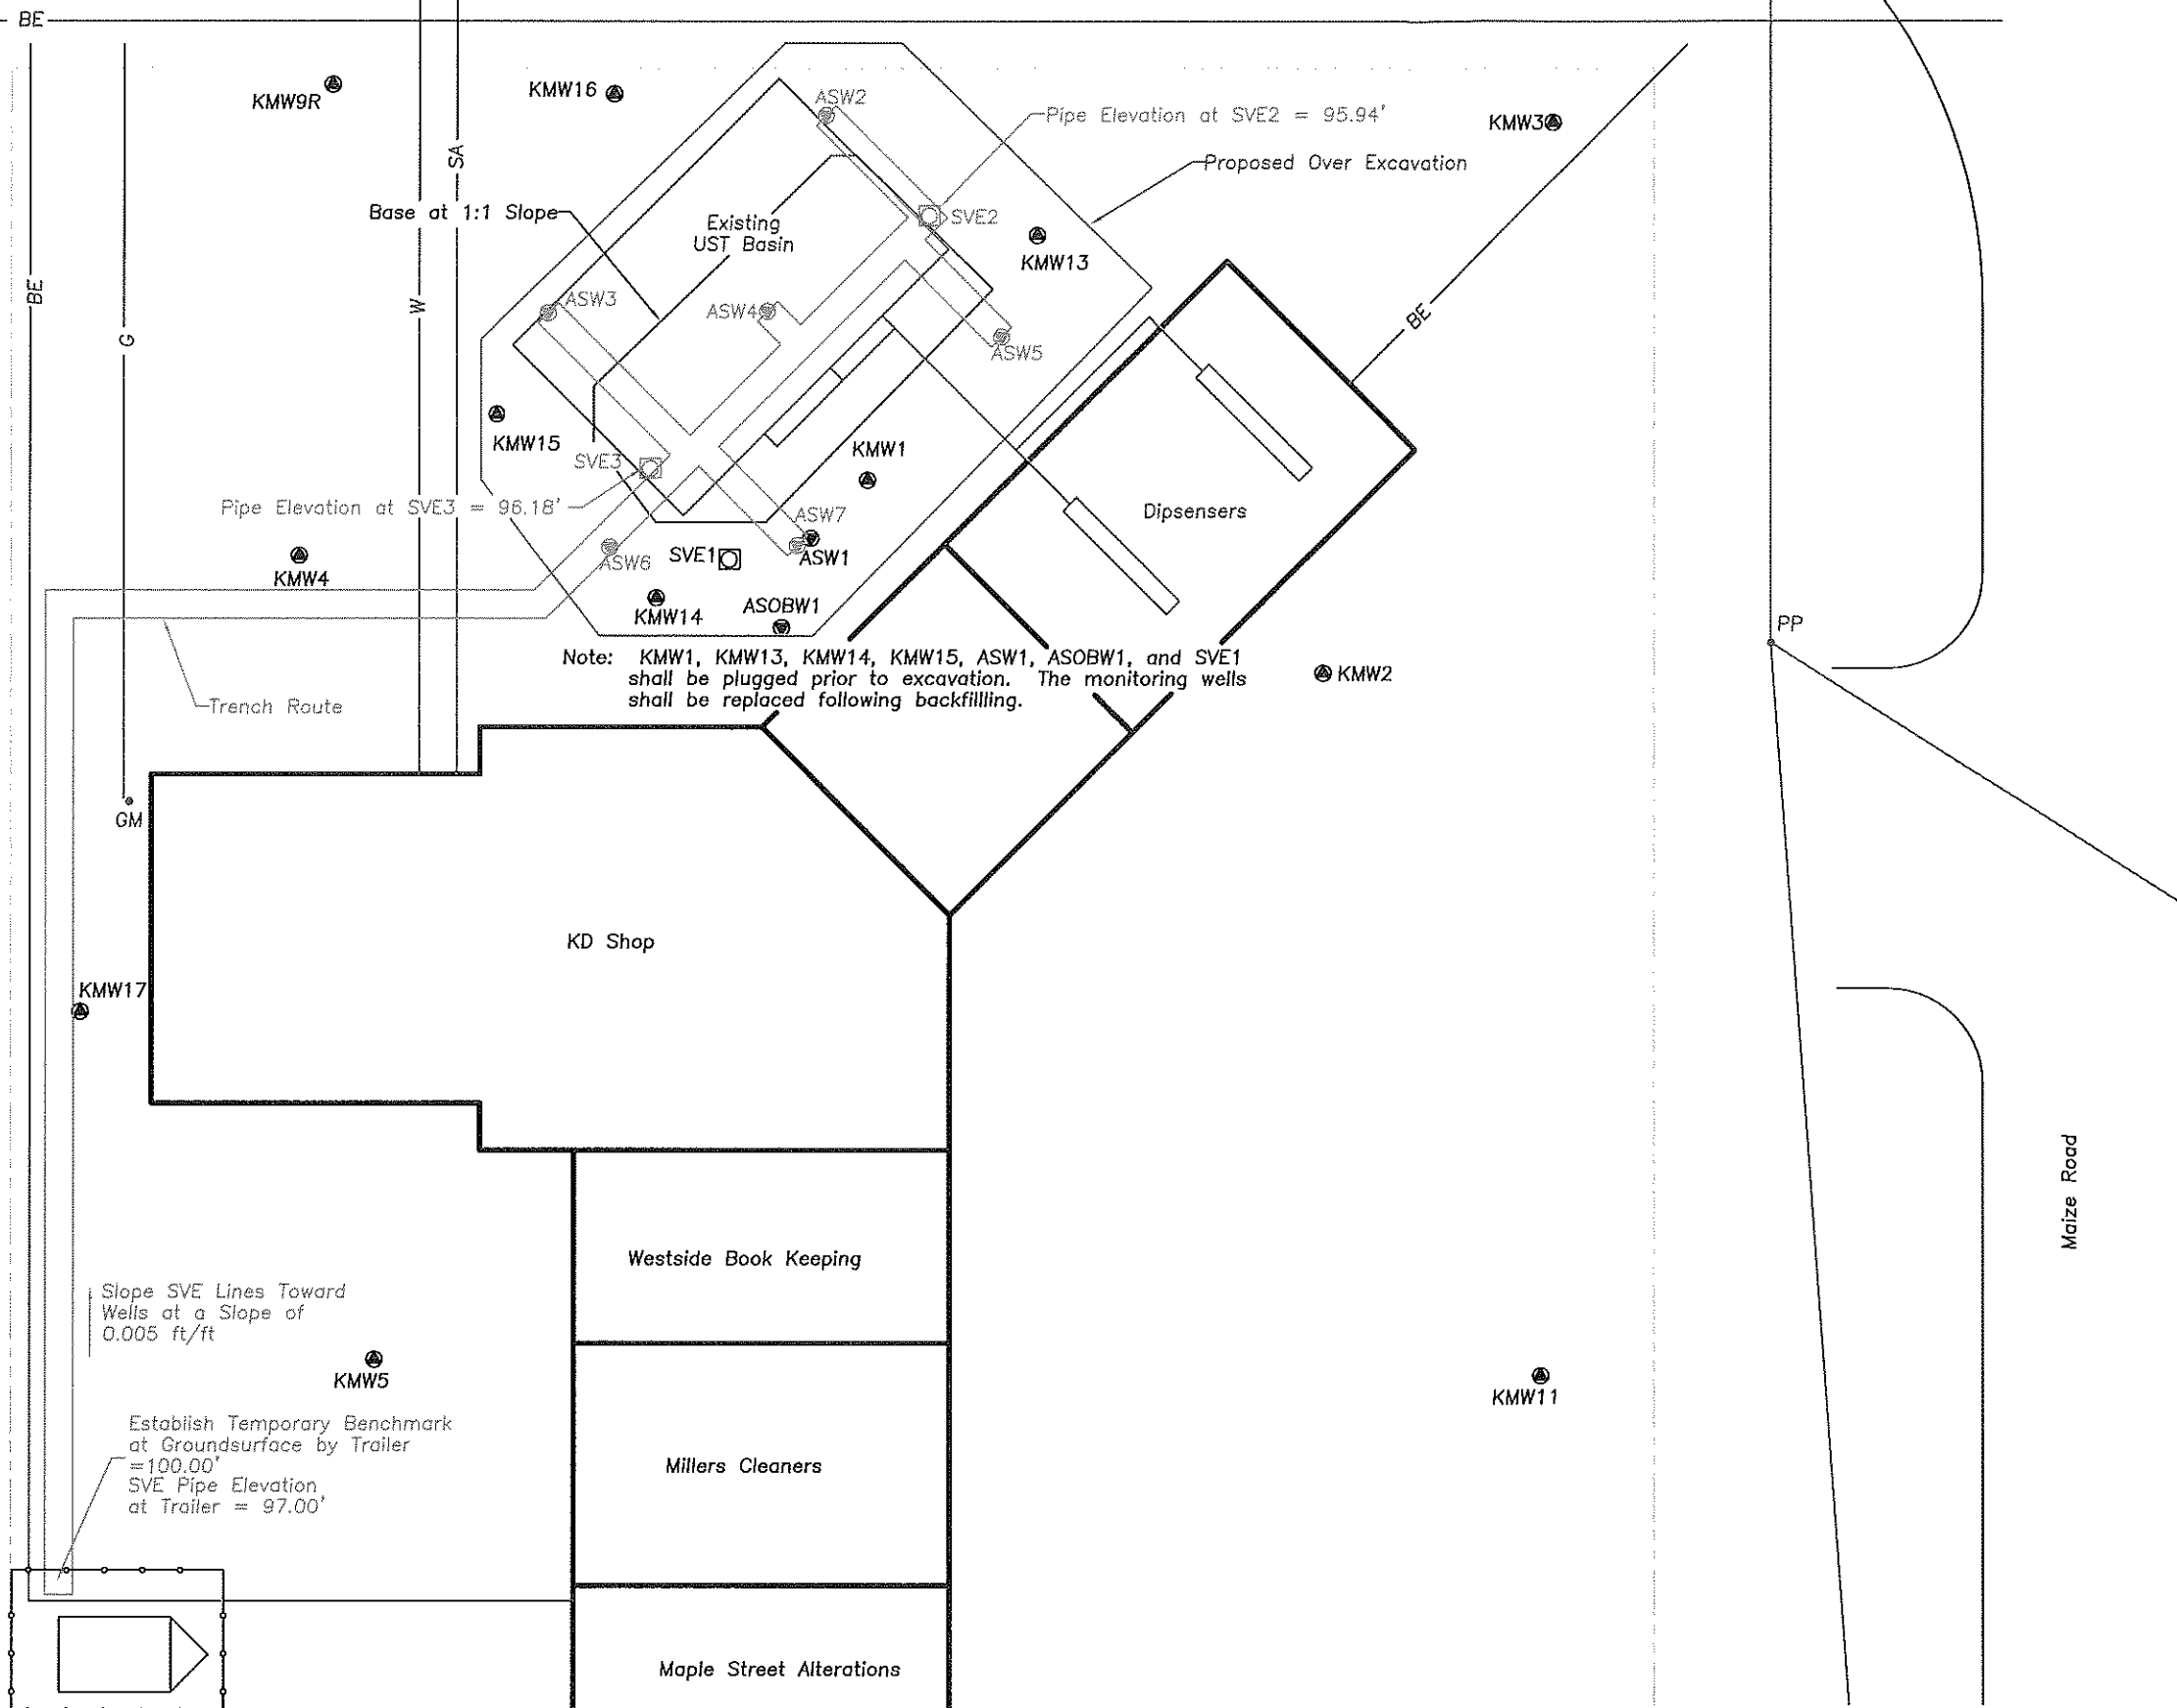 BE
KMW9R
KMW16
ASW2
Pipe Elevation at SVE2 = 95.94'
KMW3
SA
Proposed Over Excavation
Base at 1:1 Slope
Existing
UST Basin
SVE2
KMW13
BE
G
W
ASW3
ASW4
ASW5
BE
KMW15
SVE3
KMW1
Pipe Elevation at SVE3 = 96.18'
ASW7
Dipsensers
KMW4
ASW6
SVE1
ASW1
KMW14
ASOBW1
PP
Note: KMW1, KMW13, KMW14, KMW15, ASW1, ASOBW1, and SVE1
shall be plugged prior to excavation. The monitoring wells
shall be replaced following backfillling.
KMW2
Trench Route
GM
KD Shop
KMW17
Maize Road
Westside Book Keeping
Slope SVE Lines Toward
Wells at a Slope of
0.005 ft/ft
KMW5
KMW11
Establish Temporary Benchmark
at Groundsurface by Trailer
=100.00'
SVE Pipe Elevation
at Trailer = 97.00'
Millers Cleaners
Maple Street Alterations